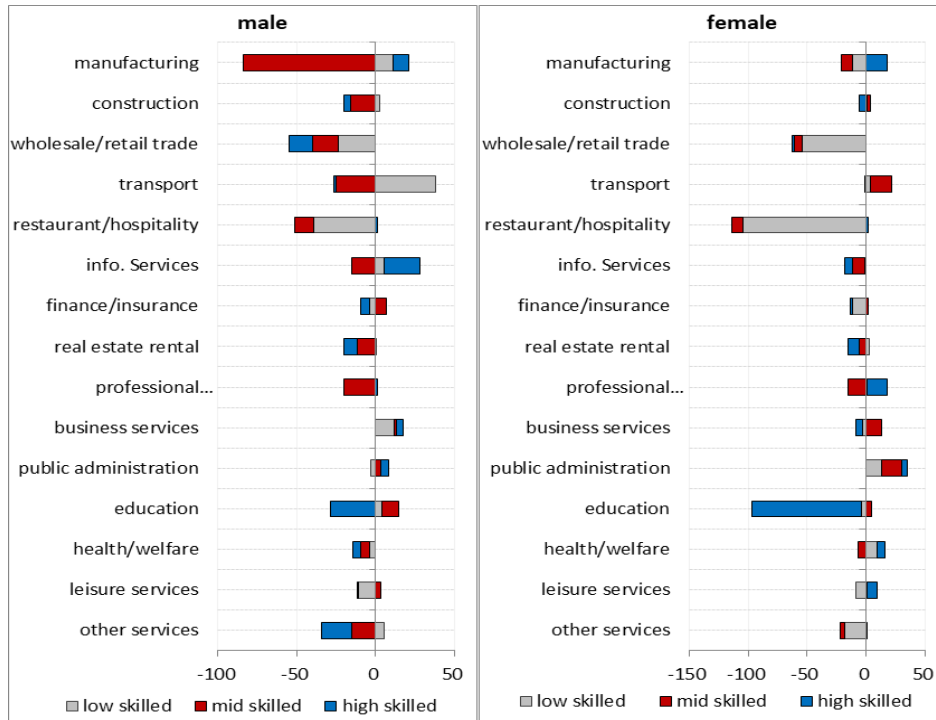 male
manufacturing
construction
wholesale/retail trade
transport
restaurant/hospitality
info. Services
finance/insurance
real estate rental
professional...
business services
public administration
education
health/welfare
leisure services
other services
-100 -50 0 50
low skilled mid skilled high skilled
female
manufacturing
construction
wholesale/retail trade
transport
restaurant/hospitality
info. Services
finance/insurance
real estate rental
professional...
business services
public administration
education
health/welfare
leisure services
other services
-150 -100 -50 0 50
low skilled mid skilled high skilled